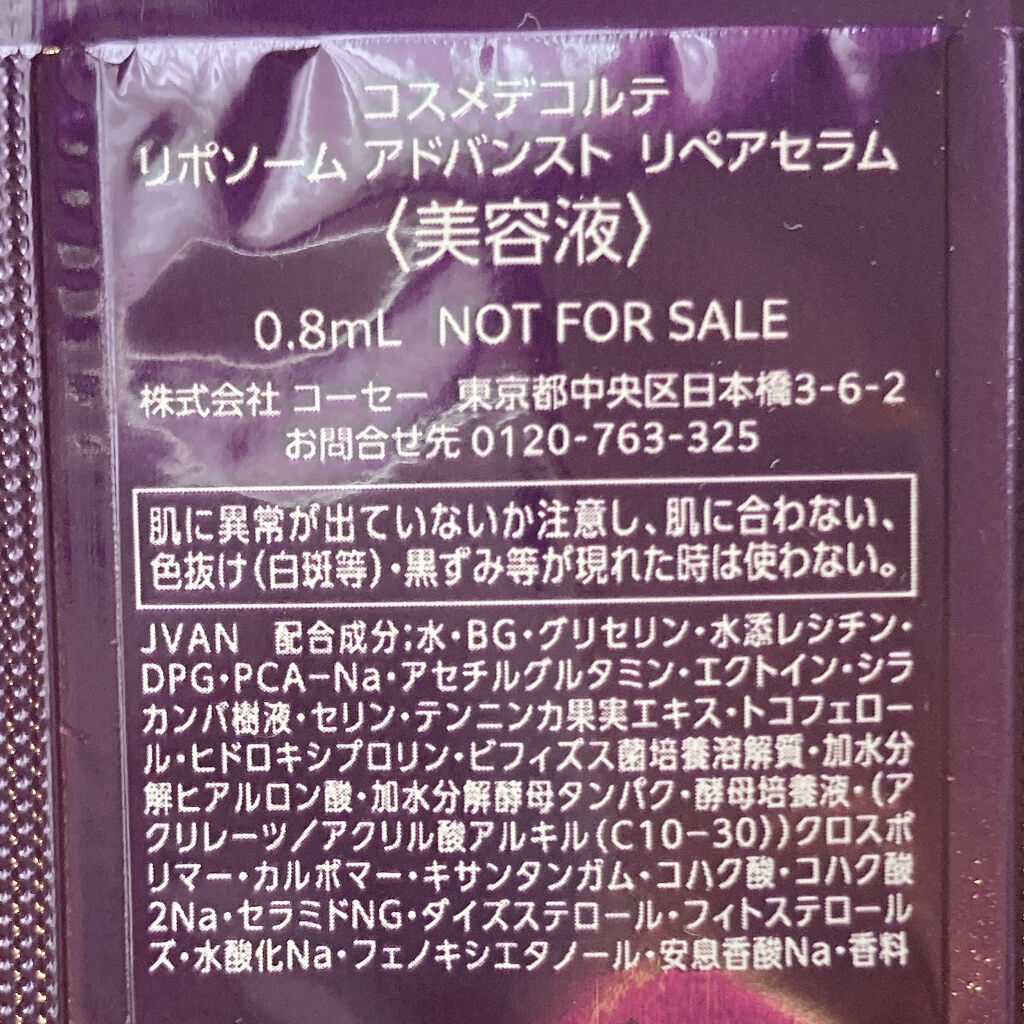 コスメデコルテ
リポソーム アドバンスト リペアセラム
〈美容液〉
0.8mL NOT FOR SALE
株式会社 コーセー 東京都中央区日本橋3-6-2
お問合せ先 0120-763-325
肌に異常が出ていないか注意し、肌に合わない、
色抜け(白斑等)・黒ずみ等が現れた時は使わない。
JVAN 配合成分;水・BG・グリセリン・水添レシチン・
DPG・PCA-Na・アセチルグルタミン・エクトイン・シラ
カンバ樹液・セリン・テンニンカ果実エキス・トコフェロー
ル・ヒドロキシプロリン・ビフィズス菌培養溶解質・加水分
解ヒアルロン酸・加水分解酵母タンパク・酵母培養液・(ア
クリレーツ/アクリル酸アルキル(C10-30))クロスポ
リマー・カルボマー・キサンタンガム・コハク酸・コハク酸
2Na・セラミドNG・ダイズステロール・フィトステロール
ズ・水酸化Na・フェノキシエタノール・安息香酸Na・香料